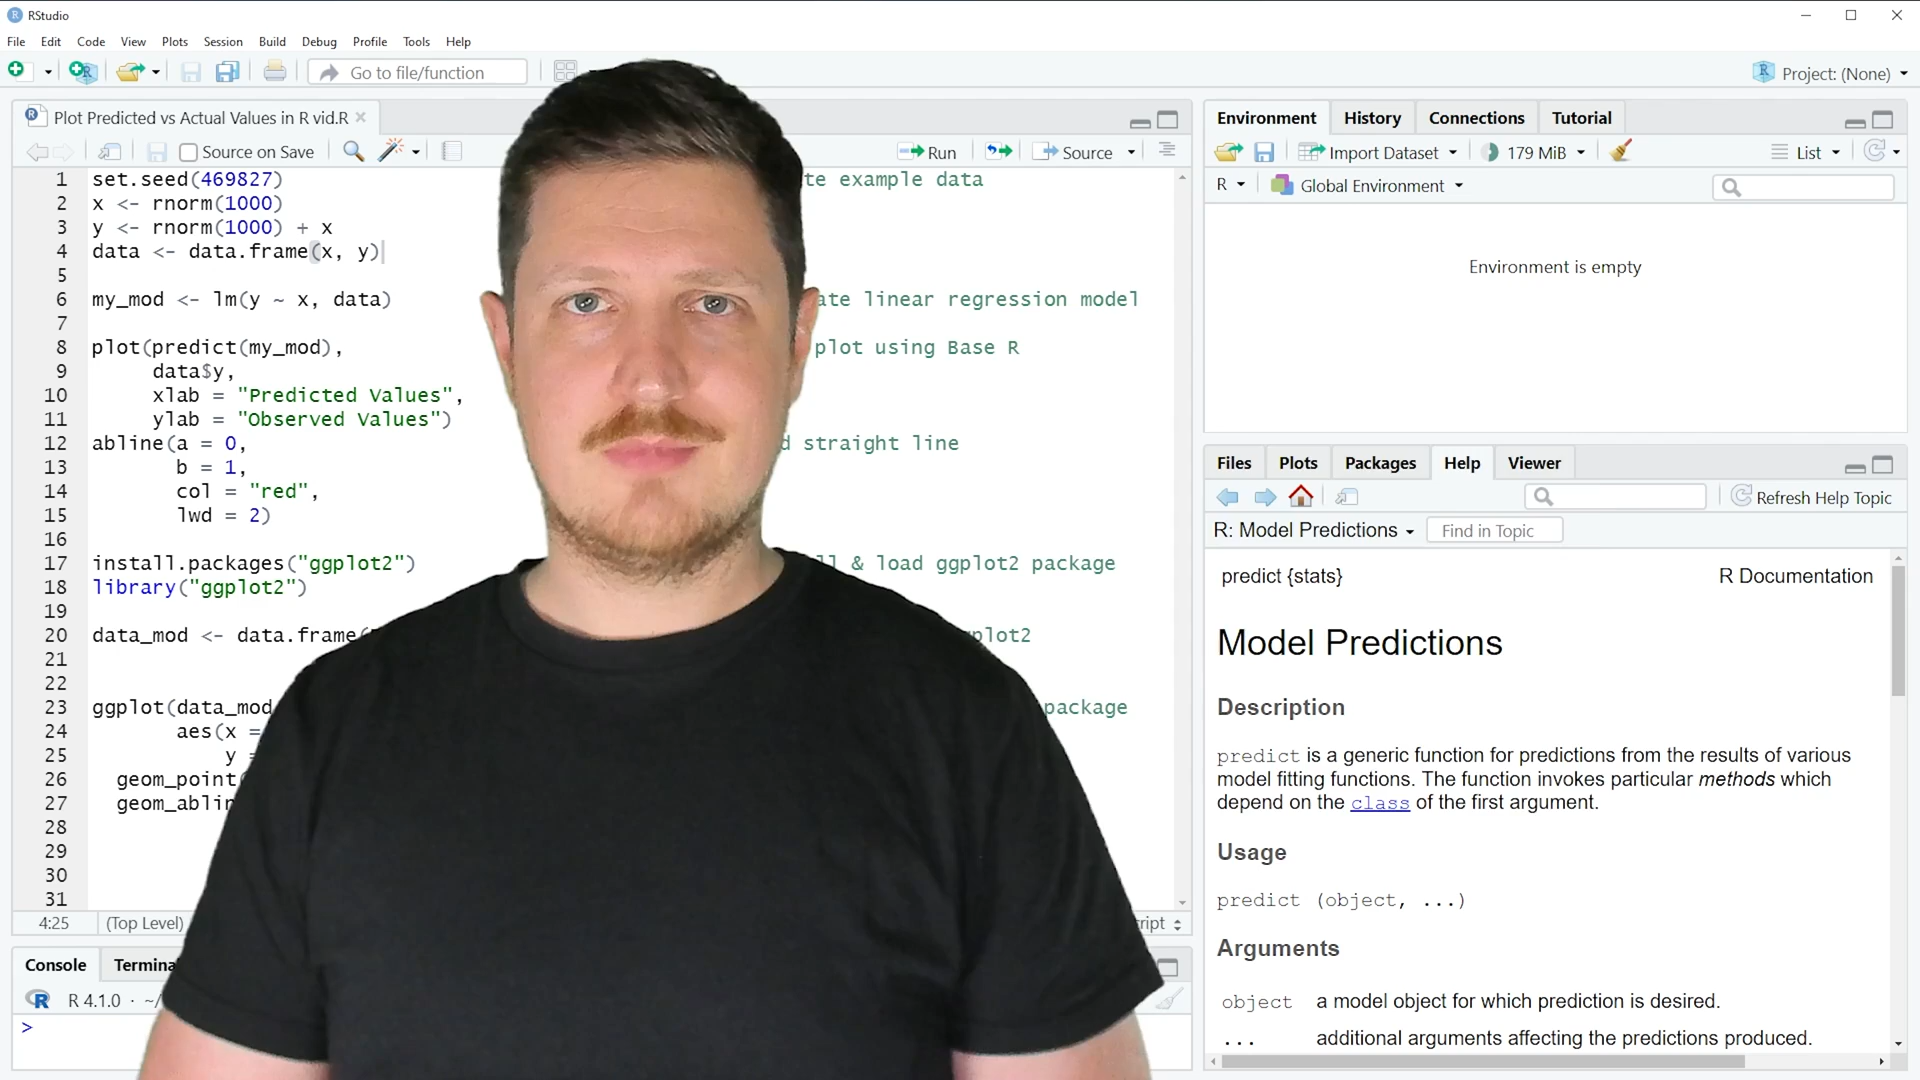 RStudio
File Edit Code View Plots Session Build Debug Profile Tools Help
Go to file/function
Project: (None)
Plot Predicted vs Actual Values in R vid.R
Source on Save
Run
Source
1 set.seed(469827) te example data
2 x <- rnorm(1000)
3 y <- rnorm(1000) + x
4 data <- data.frame(x, y)
5
6 my_mod <- lm(y ~ x, data) ate linear regression model
7
8 plot(predict(my_mod), plot using Base R
9 data$y,
10 xlab = "Predicted Values",
11 ylab = "Observed Values")
12 abline(a = 0, d straight line
13 b = 1,
14 col = "red",
15 lwd = 2)
16
17 install.packages("ggplot2") ll & load ggplot2 package
18 library("ggplot2")
19
20 data_mod <- data.frame( plot2
21
22
23 ggplot(data_mod package
24 aes(x =
25 y =
26 geom_point(
27 geom_ablin
28
29
30
31
4:25 (Top Level) ript
Console Termina
R 4.1.0 · ~/
>
Environment History Connections Tutorial
Import Dataset 179 MiB List
R Global Environment
Environment is empty
Files Plots Packages Help Viewer
Refresh Help Topic
R: Model Predictions Find in Topic
predict {stats} R Documentation
Model Predictions
Description
predict is a generic function for predictions from the results of various
model fitting functions. The function invokes particular methods which
depend on the class of the first argument.
Usage
predict (object, ...)
Arguments
object a model object for which prediction is desired.
... additional arguments affecting the predictions produced.